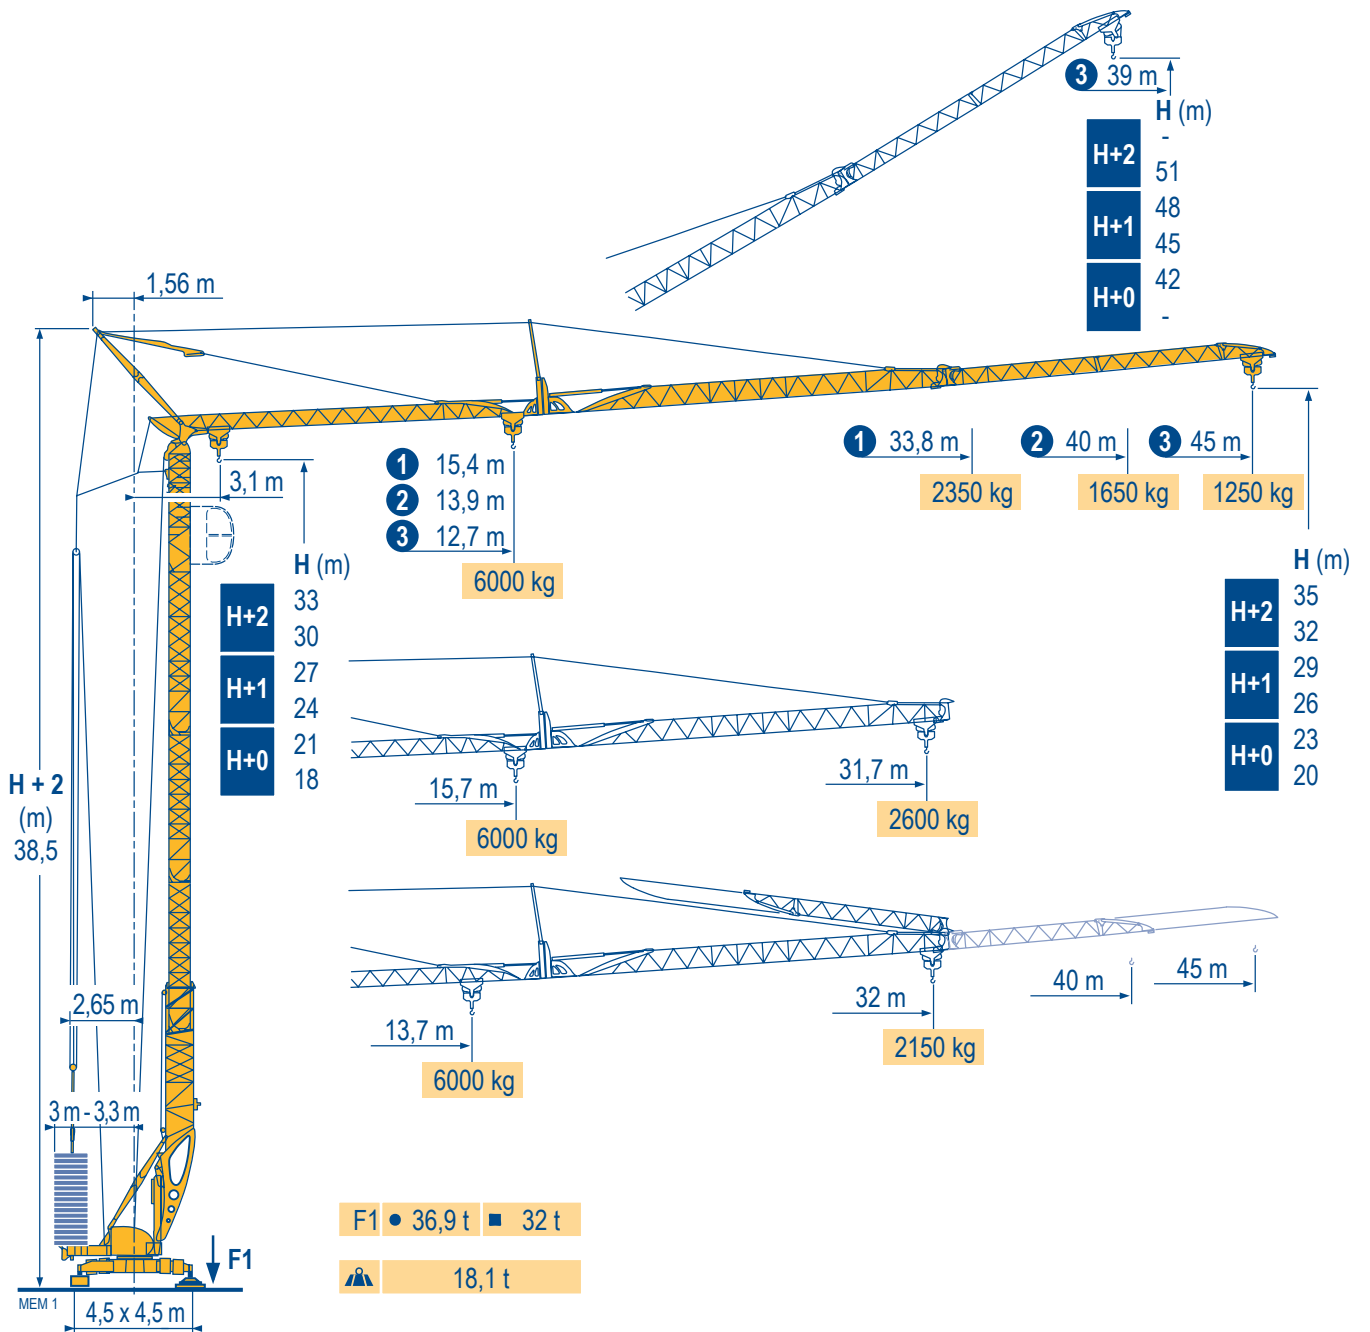 3 39 m
H (m)
H+2
-
51
H+1
48
45
H+0
42
-
1,56 m
3,1 m
1 15,4 m
2 13,9 m
3 12,7 m
6000 kg
1 33,8 m
2 40 m
3 45 m
2350 kg
1650 kg
1250 kg
H (m)
H+2
33
30
H+1
27
24
H+0
21
18
H (m)
H+2
35
32
H+1
29
26
H+0
23
20
15,7 m
31,7 m
6000 kg
2600 kg
H + 2
(m)
38,5
13,7 m
32 m
40 m
45 m
6000 kg
2150 kg
2,65 m
3 m - 3,3 m
F1 ● 36,9 t ■ 32 t
18,1 t
F1
MEM 1
4,5 x 4,5 m